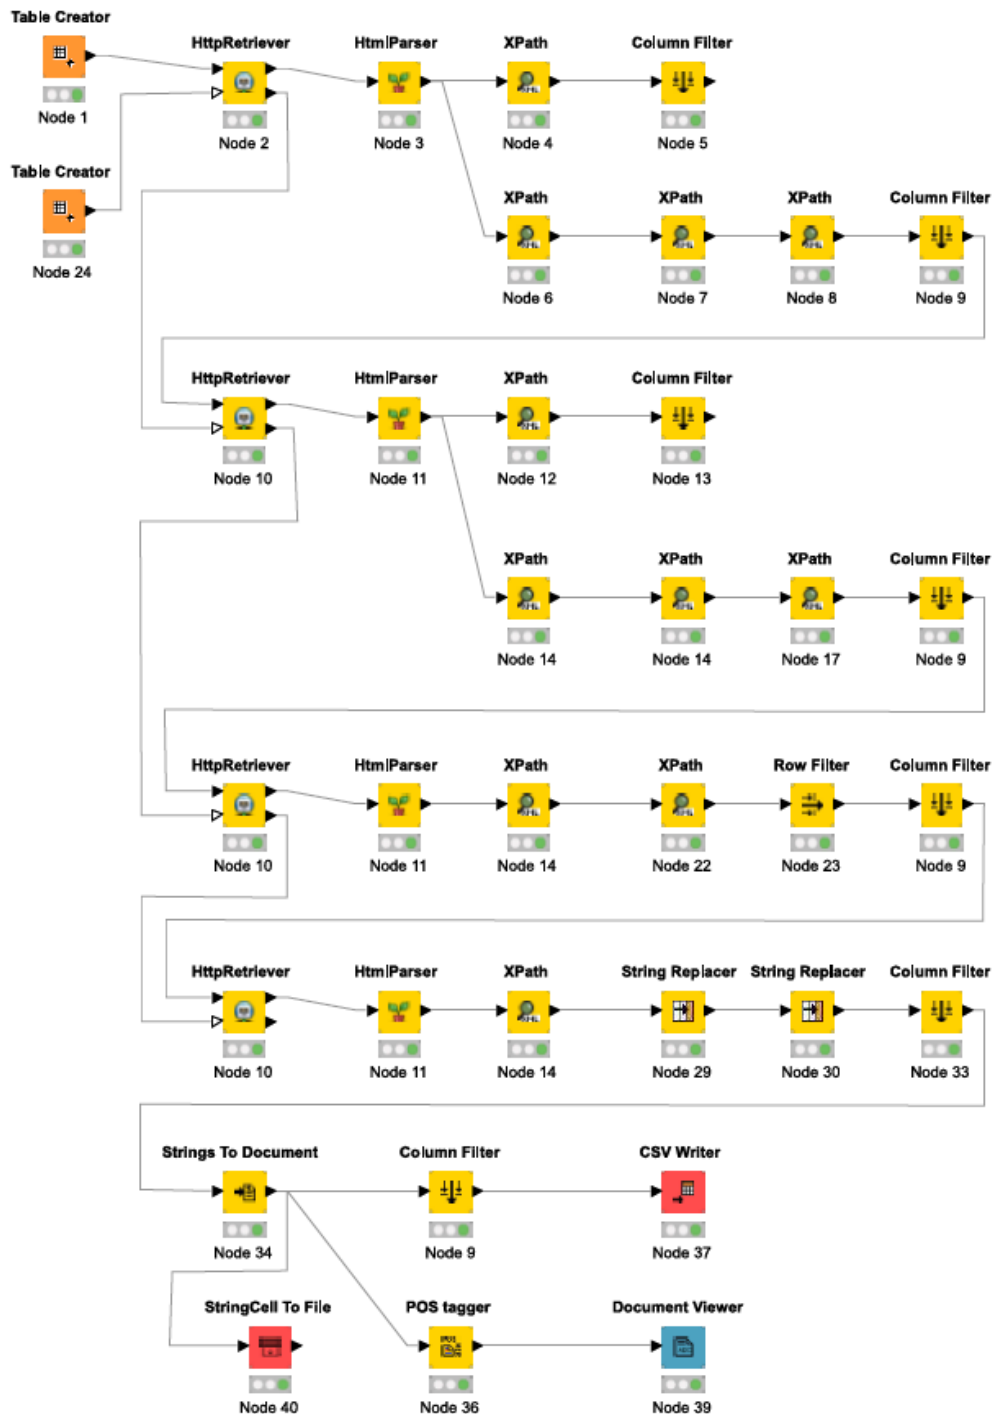 Table Creator
HttpRetriever
HtmlParser
XPath
Column Filter
Node 1
Node 2
Node 3
Node 4
Node 5
Table Creator
XPath
XPath
XPath
Column Filter
Node 24
Node 6
Node 7
Node 8
Node 9
HttpRetriever
HtmlParser
XPath
Column Filter
Node 10
Node 11
Node 12
Node 13
XPath
XPath
XPath
Column Filter
Node 14
Node 14
Node 17
Node 9
HttpRetriever
HtmlParser
XPath
XPath
Row Filter
Column Filter
Node 10
Node 11
Node 14
Node 22
Node 23
Node 9
HttpRetriever
HtmlParser
XPath
String Replacer
String Replacer
Column Filter
Node 10
Node 11
Node 14
Node 29
Node 30
Node 33
Strings To Document
Column Filter
CSV Writer
Node 34
Node 9
Node 37
StringCell To File
POS tagger
Document Viewer
Node 40
Node 36
Node 39